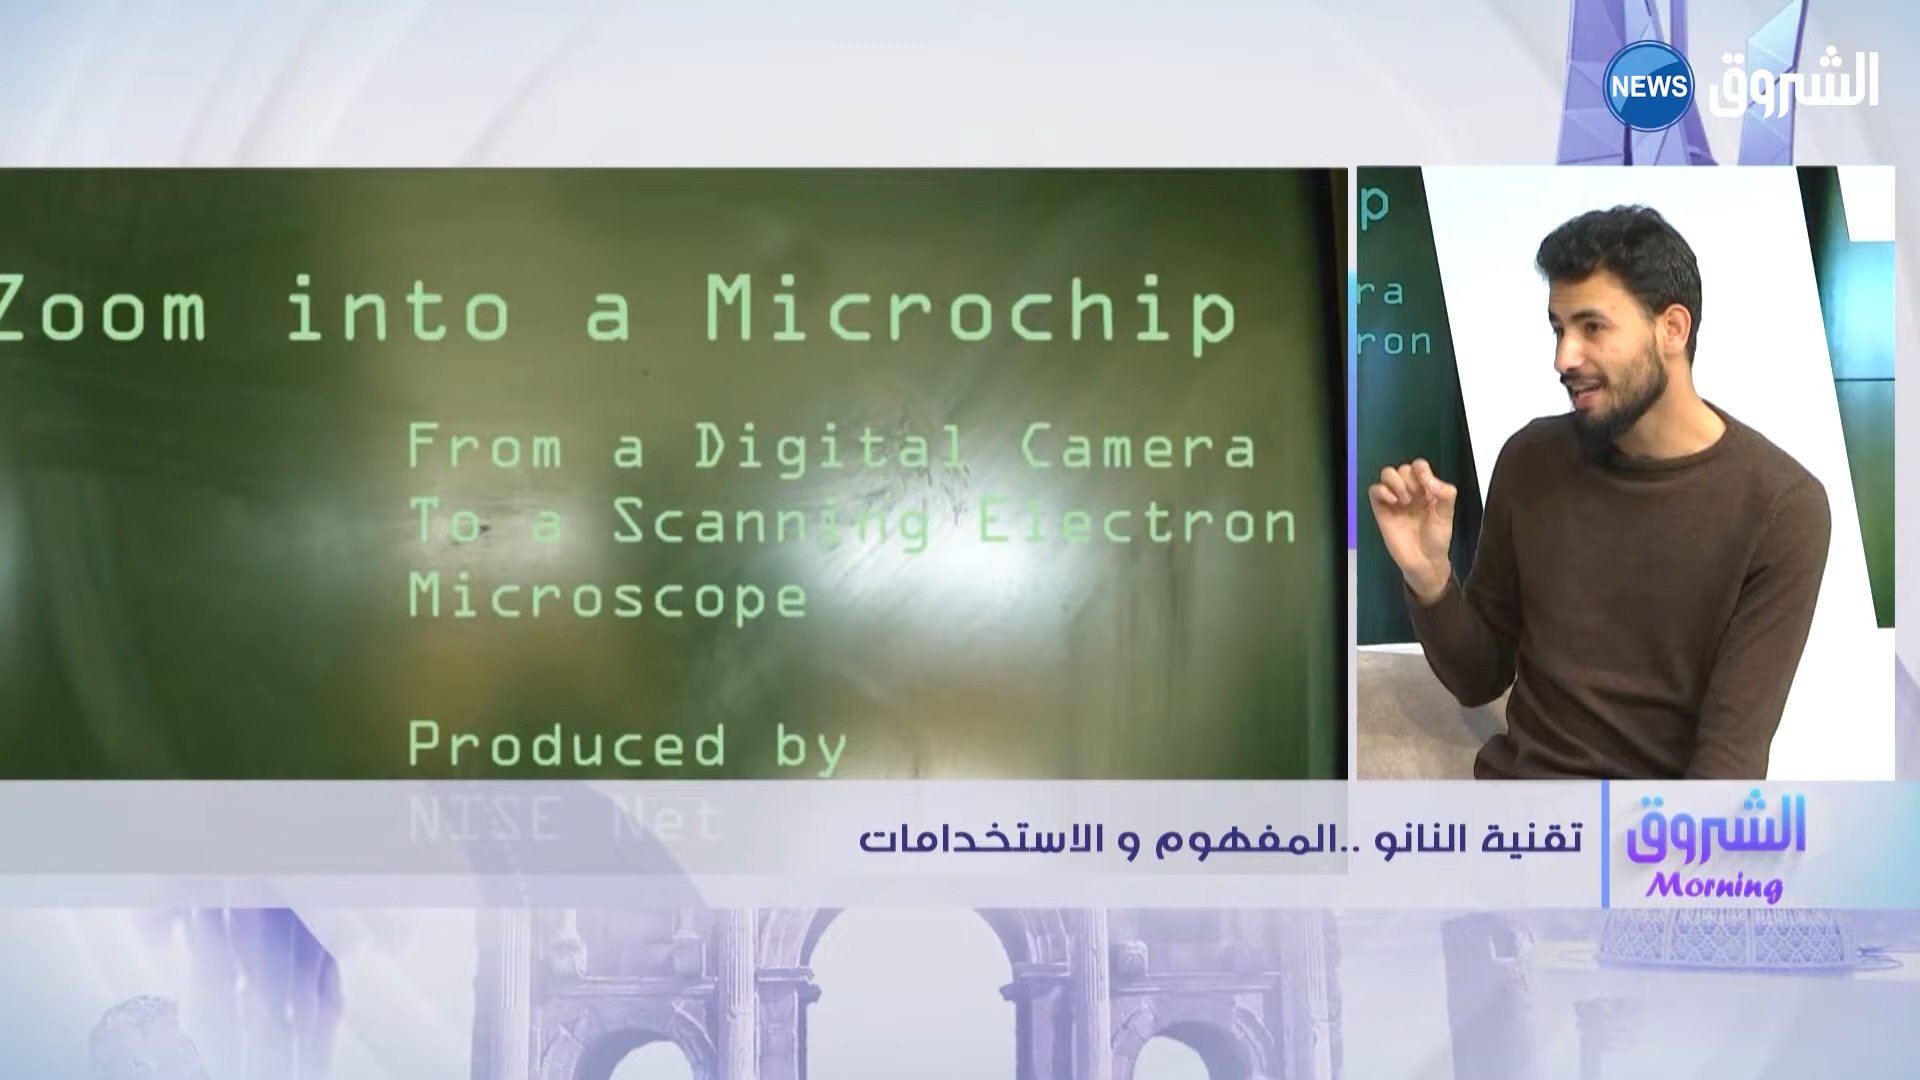 NEWS الشروق
Zoom into a Microchip
From a Digital Camera
To a Scanning Electron
Microscope
Produced by
NISE Net
p
ra
ron
تقنية النانو ..المفهوم و الاستخدامات
الشروق
Morning